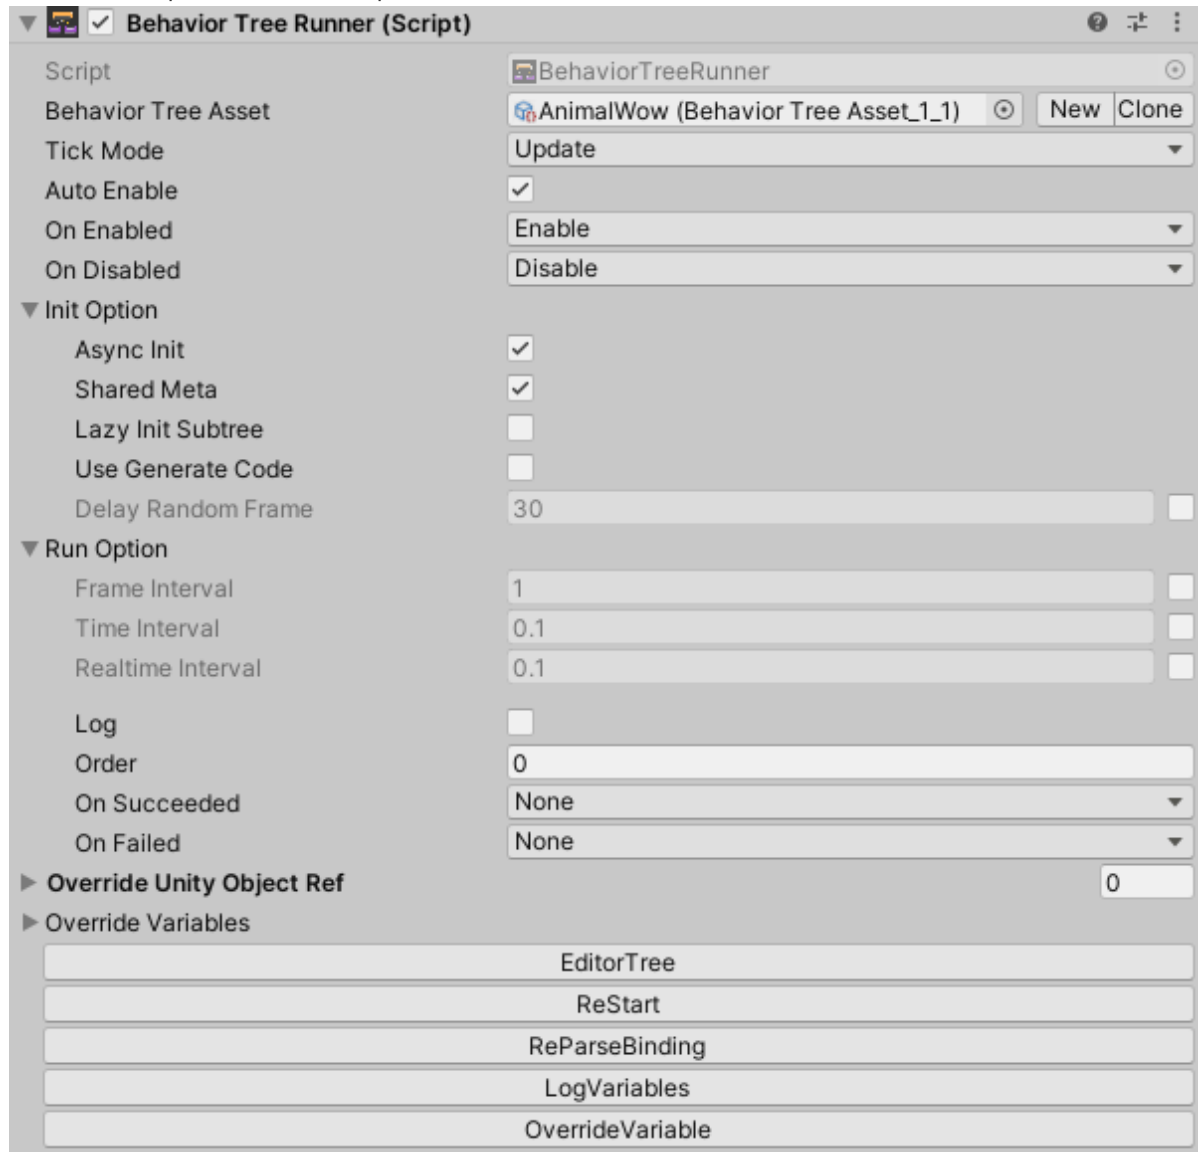 Behavior Tree Runner (Script)
Script BehaviorTreeRunner
Behavior Tree Asset AnimalWow (Behavior Tree Asset_1_1) New Clone
Tick Mode Update
Auto Enable
On Enabled Enable
On Disabled Disable
Init Option
Async Init
Shared Meta
Lazy Init Subtree
Use Generate Code
Delay Random Frame 30
Run Option
Frame Interval 1
Time Interval 0.1
Realtime Interval 0.1
Log
Order 0
On Succeeded None
On Failed None
Override Unity Object Ref 0
Override Variables
EditorTree
ReStart
ReParseBinding
LogVariables
OverrideVariable